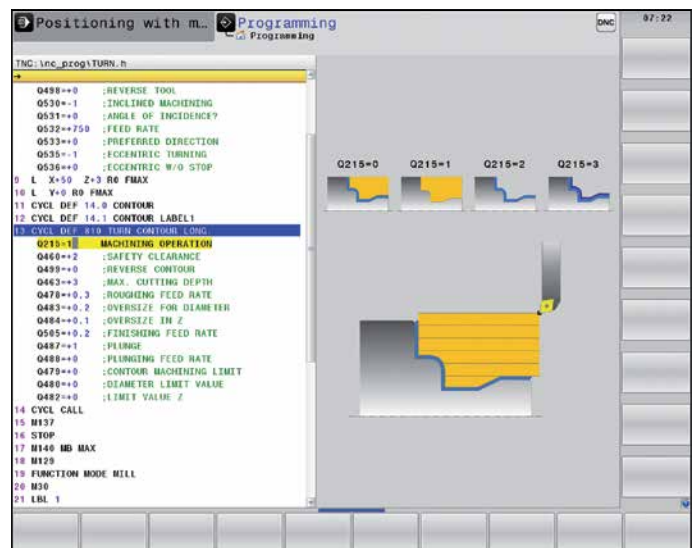 Positioning with m…
Programming
Programming
DNC
07:22
TNC:\nc_prog\TURN.h
→
Q498=+0 ;REVERSE TOOL
Q530=-1 ;INCLINED MACHINING
Q531=+0 ;ANGLE OF INCIDENCE?
Q532=+750 ;FEED RATE
Q533=+0 ;PREFERRED DIRECTION
Q535=-1 ;ECCENTRIC TURNING
Q536=+0 ;ECCENTRIC W/O STOP
9 L X+50 Z+3 R0 FMAX
10 L Y+0 R0 FMAX
11 CYCL DEF 14.0 CONTOUR
12 CYCL DEF 14.1 CONTOUR LABEL1
13 CYCL DEF 810 TURN CONTOUR LONG.
Q215=1 MACHINING OPERATION
Q460=+2 ;SAFETY CLEARANCE
Q499=+0 ;REVERSE CONTOUR
Q463=+3 ;MAX. CUTTING DEPTH
Q478=+0.3 ;ROUGHING FEED RATE
Q483=+0.2 ;OVERSIZE FOR DIAMETER
Q484=+0.1 ;OVERSIZE IN Z
Q505=+0.2 ;FINISHING FEED RATE
Q487=+1 ;PLUNGE
Q488=+0 ;PLUNGING FEED RATE
Q479=+0 ;CONTOUR MACHINING LIMIT
Q480=+0 ;DIAMETER LIMIT VALUE
Q482=+0 ;LIMIT VALUE Z
14 CYCL CALL
15 M137
16 STOP
17 M140 MB MAX
18 M129
19 FUNCTION MODE MILL
20 M30
21 LBL 1
Q215=0 Q215=1 Q215=2 Q215=3